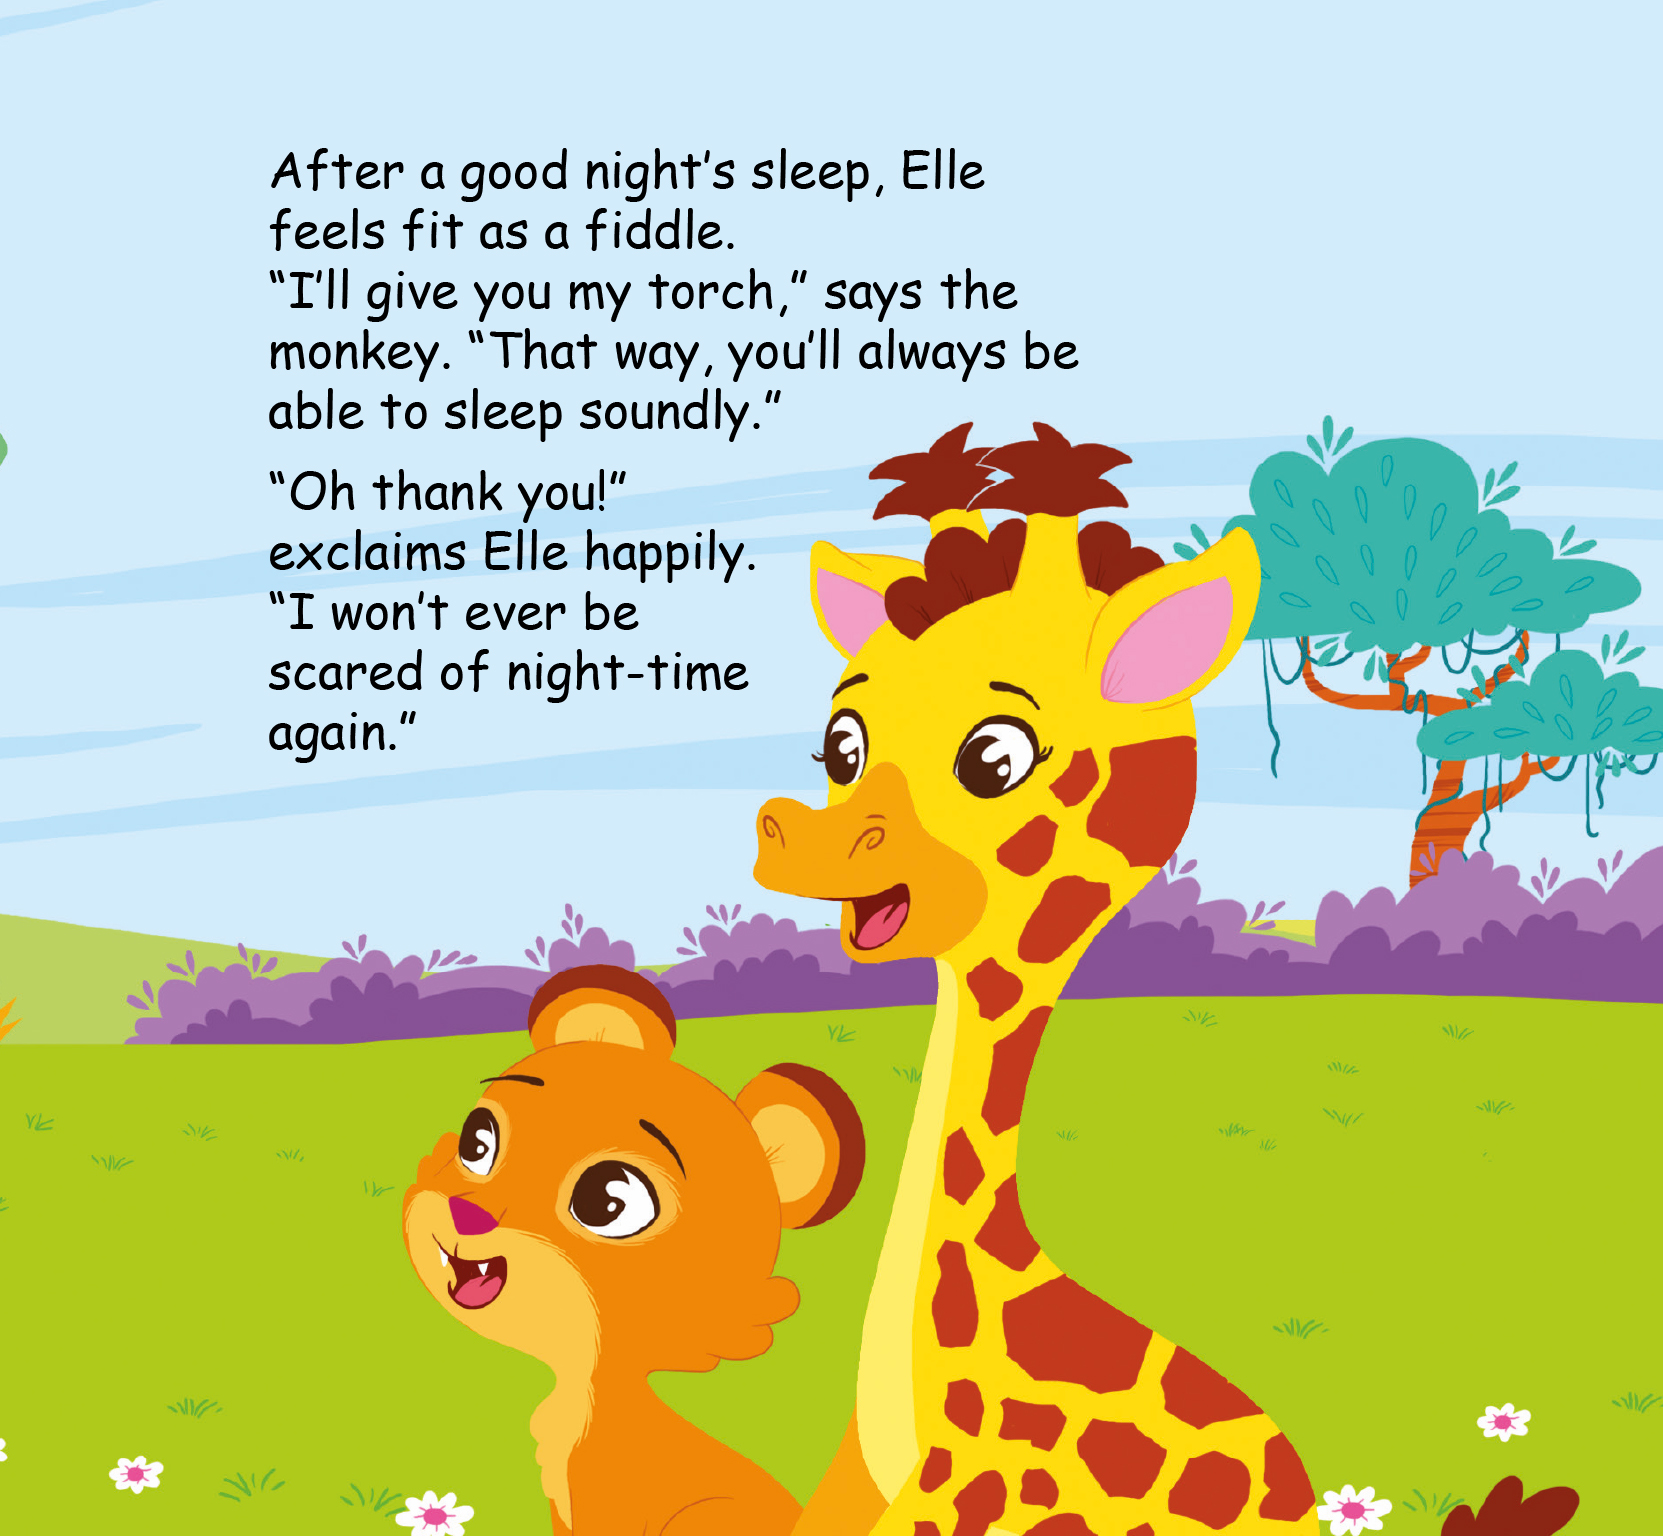 After a good night’s sleep, Elle
feels fit as a fiddle.
“I’ll give you my torch,” says the
monkey. “That way, you’ll always be
able to sleep soundly.”
“Oh thank you!”
exclaims Elle happily.
“I won’t ever be
scared of night-time
again.”